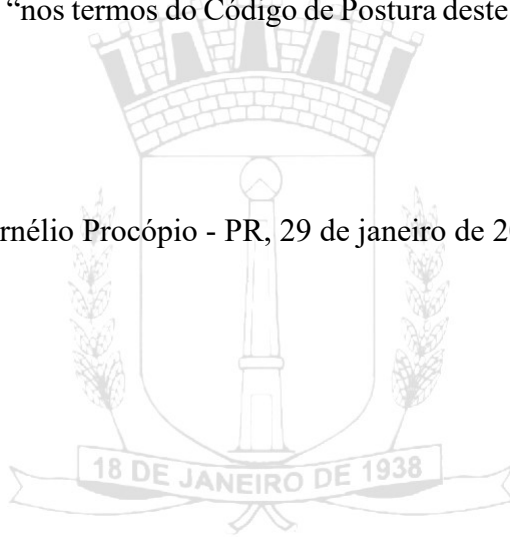 “nos termos do Código de Postura deste
rnélio Procópio - PR, 29 de janeiro de 20
18 DE JANEIRO DE 1938